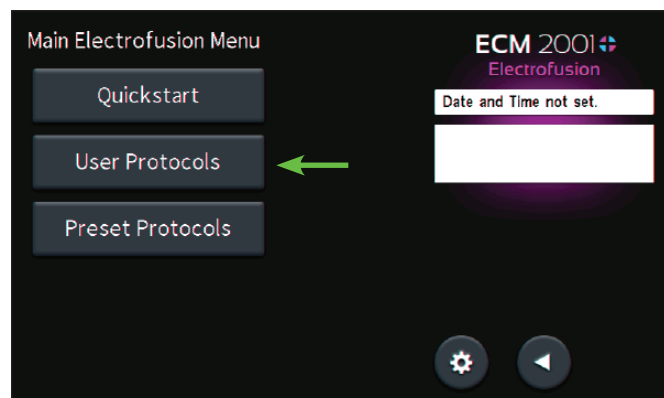 Main Electrofusion Menu
Quickstart
User Protocols
Preset Protocols
ECM 2001
Electrofusion
Date and Time not set.